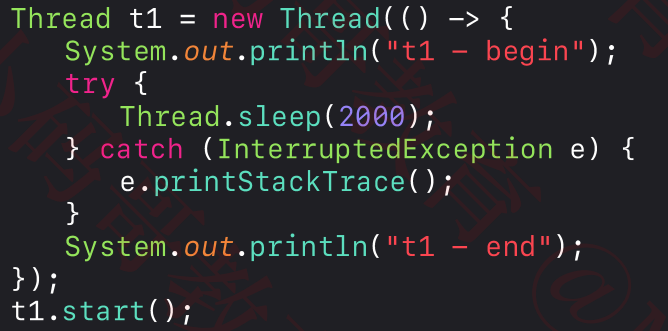 Thread t1 = new Thread(() -> {
    System.out.println("t1 - begin");
    try {
        Thread.sleep(2000);
    } catch (InterruptedException e) {
        e.printStackTrace();
    }
    System.out.println("t1 - end");
});
t1.start();